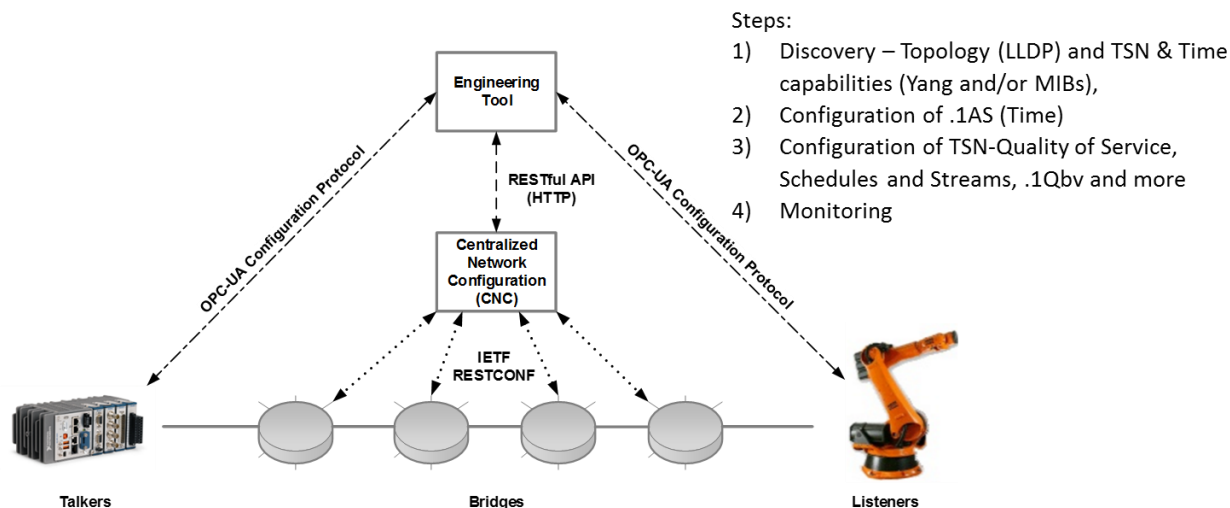 Steps:
1) Discovery – Topology (LLDP) and TSN & Time
capabilities (Yang and/or MIBs),
2) Configuration of .1AS (Time)
3) Configuration of TSN-Quality of Service,
Schedules and Streams, .1Qbv and more
4) Monitoring
Engineering
Tool
OPC-UA Configuration Protocol
RESTful API
(HTTP)
OPC-UA Configuration Protocol
Centralized
Network
Configuration
(CNC)
IETF
RESTCONF
Talkers
Bridges
Listeners